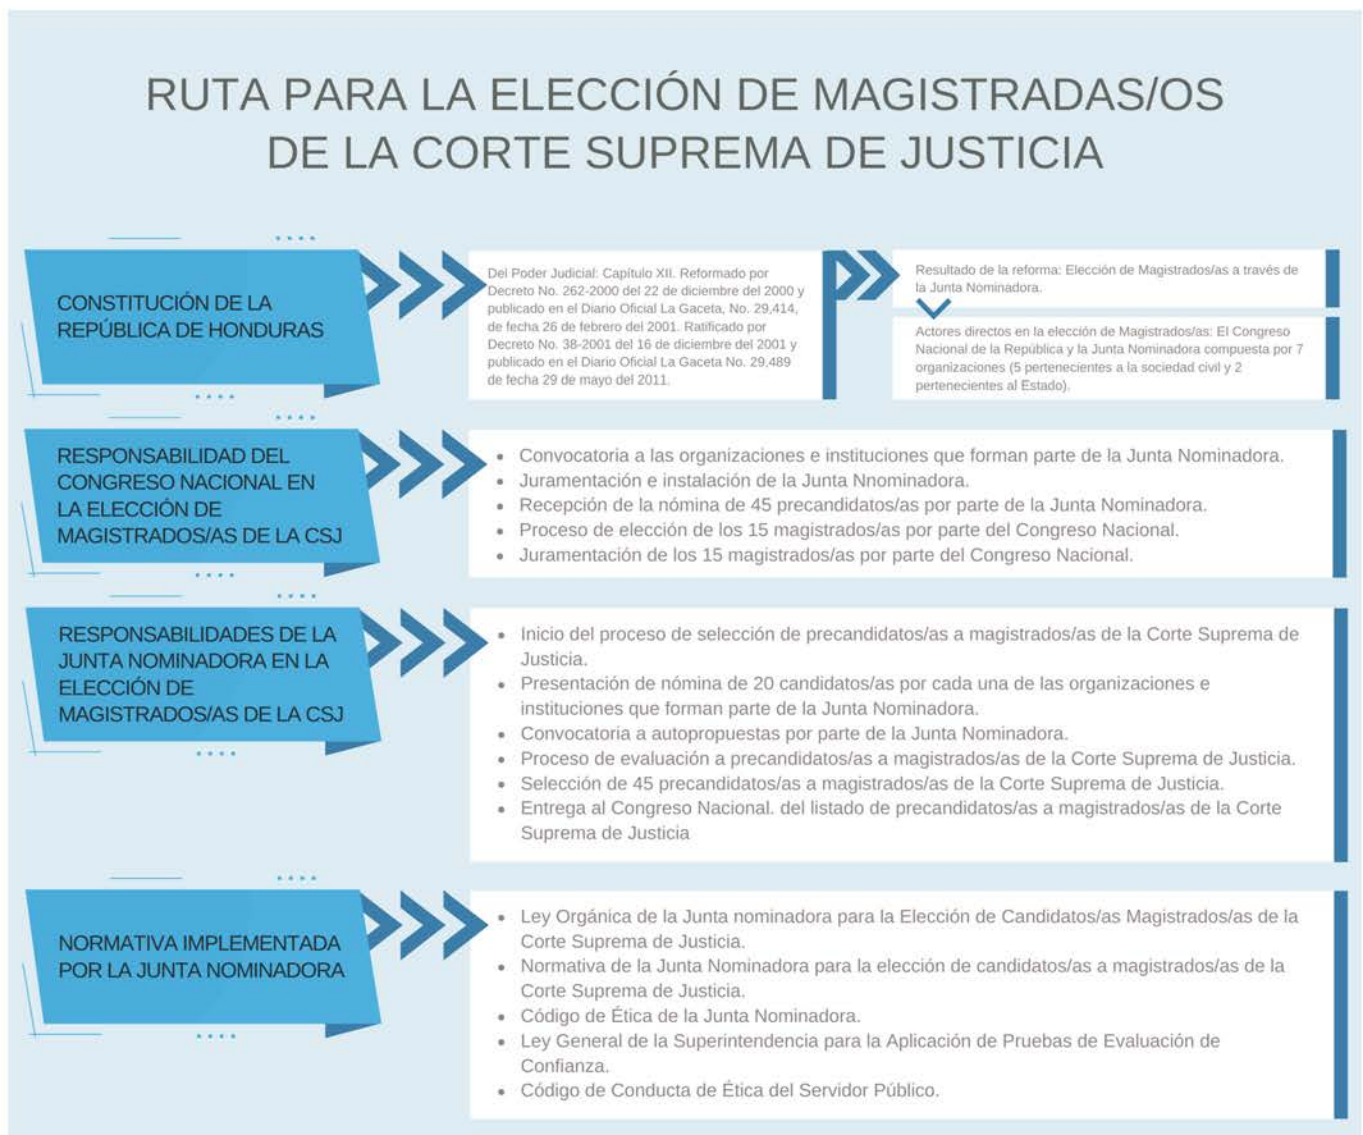 RUTA PARA LA ELECCIÓN DE MAGISTRADAS/OS
DE LA CORTE SUPREMA DE JUSTICIA
CONSTITUCIÓN DE LA
REPÚBLICA DE HONDURAS
Del Poder Judicial: Capítulo XII. Reformado por
Decreto No. 262-2000 del 22 de diciembre del 2000 y
publicado en el Diario Oficial La Gaceta, No. 29,414,
de fecha 26 de febrero del 2001. Ratificado por
Decreto No. 38-2001 del 16 de diciembre del 2001 y
publicado en el Diario Oficial La Gaceta No. 29,489
de fecha 29 de mayo del 2011.
Resultado de la reforma: Elección de Magistrados/as a través de
la Junta Nominadora.
Actores directos en la elección de Magistrados/as: El Congreso
Nacional de la República y la Junta Nominadora compuesta por 7
organizaciones (5 pertenecientes a la sociedad civil y 2
pertenecientes al Estado).
RESPONSABILIDAD DEL
CONGRESO NACIONAL EN
LA ELECCIÓN DE
MAGISTRADOS/AS DE LA CSJ
• Convocatoria a las organizaciones e instituciones que forman parte de la Junta Nominadora.
• Juramentación e instalación de la Junta Nnominadora.
• Recepción de la nómina de 45 precandidatos/as por parte de la Junta Nominadora.
• Proceso de elección de los 15 magistrados/as por parte del Congreso Nacional.
• Juramentación de los 15 magistrados/as por parte del Congreso Nacional.
RESPONSABILIDADES DE LA
JUNTA NOMINADORA EN LA
ELECCIÓN DE
MAGISTRADOS/AS DE LA CSJ
• Inicio del proceso de selección de precandidatos/as a magistrados/as de la Corte Suprema de
Justicia.
• Presentación de nómina de 20 candidatos/as por cada una de las organizaciones e
instituciones que forman parte de la Junta Nominadora.
• Convocatoria a autopropuestas por parte de la Junta Nominadora.
• Proceso de evaluación a precandidatos/as a magistrados/as de la Corte Suprema de Justicia.
• Selección de 45 precandidatos/as a magistrados/as de la Corte Suprema de Justicia.
• Entrega al Congreso Nacional. del listado de precandidatos/as a magistrados/as de la Corte
Suprema de Justicia
NORMATIVA IMPLEMENTADA
POR LA JUNTA NOMINADORA
• Ley Orgánica de la Junta nominadora para la Elección de Candidatos/as Magistrados/as de la
Corte Suprema de Justicia.
• Normativa de la Junta Nominadora para la elección de candidatos/as a magistrados/as de la
Corte Suprema de Justicia.
• Código de Ética de la Junta Nominadora.
• Ley General de la Superintendencia para la Aplicación de Pruebas de Evaluación de
Confianza.
• Código de Conducta de Ética del Servidor Público.